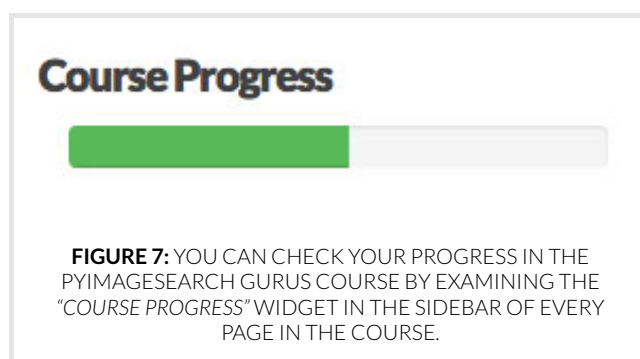 Course Progress
FIGURE 7: YOU CAN CHECK YOUR PROGRESS IN THE
PYIMAGESEARCH GURUS COURSE BY EXAMINING THE
“COURSE PROGRESS” WIDGET IN THE SIDEBAR OF EVERY
PAGE IN THE COURSE.